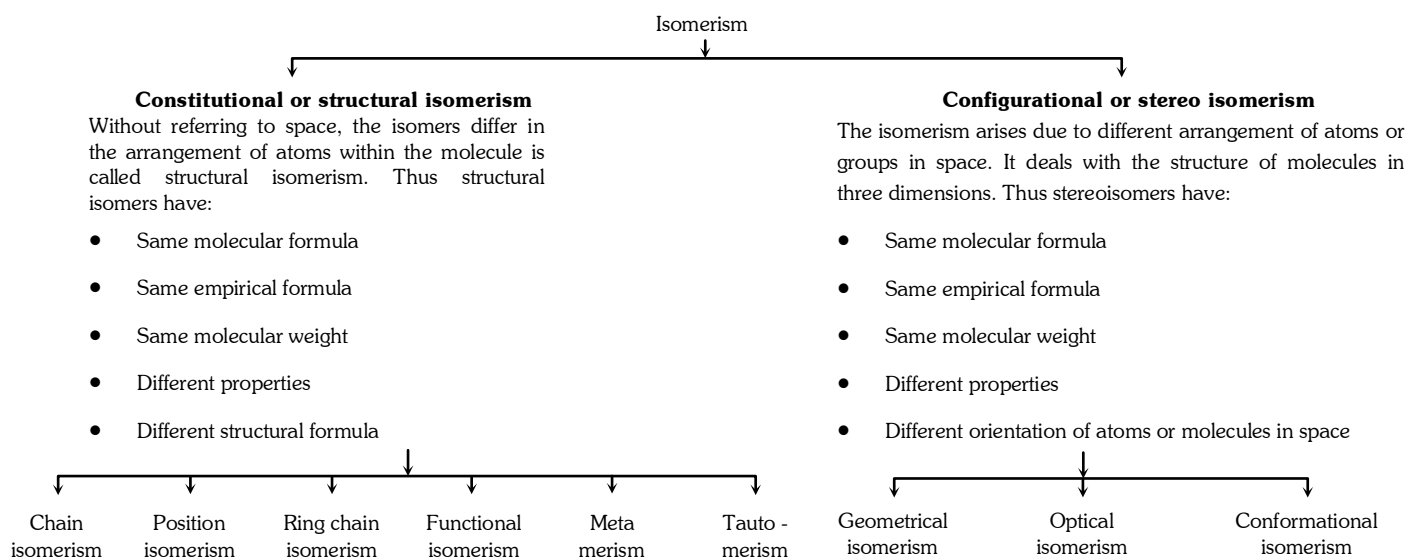 Isomerism
Constitutional or structural isomerism
Without referring to space, the isomers differ in
the arrangement of atoms within the molecule is
called structural isomerism. Thus structural
isomers have:
● Same molecular formula
● Same empirical formula
● Same molecular weight
● Different properties
● Different structural formula
Configurational or stereo isomerism
The isomerism arises due to different arrangement of atoms or
groups in space. It deals with the structure of molecules in
three dimensions. Thus stereoisomers have:
● Same molecular formula
● Same empirical formula
● Same molecular weight
● Different properties
● Different orientation of atoms or molecules in space
Chain
isomerism
Position
isomerism
Ring chain
isomerism
Functional
isomerism
Meta
merism
Tauto -
merism
Geometrical
isomerism
Optical
isomerism
Conformational
isomerism